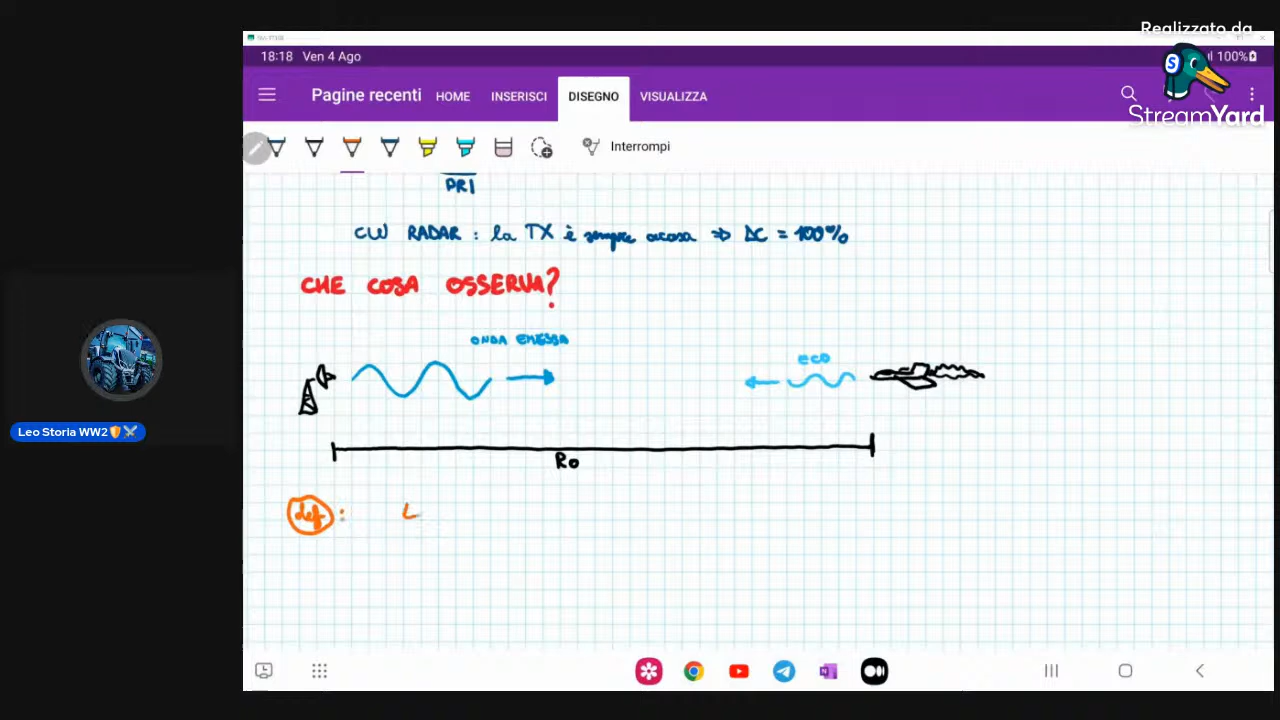 Realizzato da
18:18 Ven 4 Ago 100%
StreamYard
Pagine recenti HOME INSERISCI DISEGNO VISUALIZZA
Interrompi
PRI
CW RADAR : la TX è sempre accesa ⇒ DC = 100%
CHE COSA OSSERVA?
ONDA EMESSA
eco
Leo Storia WW2🛡️⚔️
R0
def :